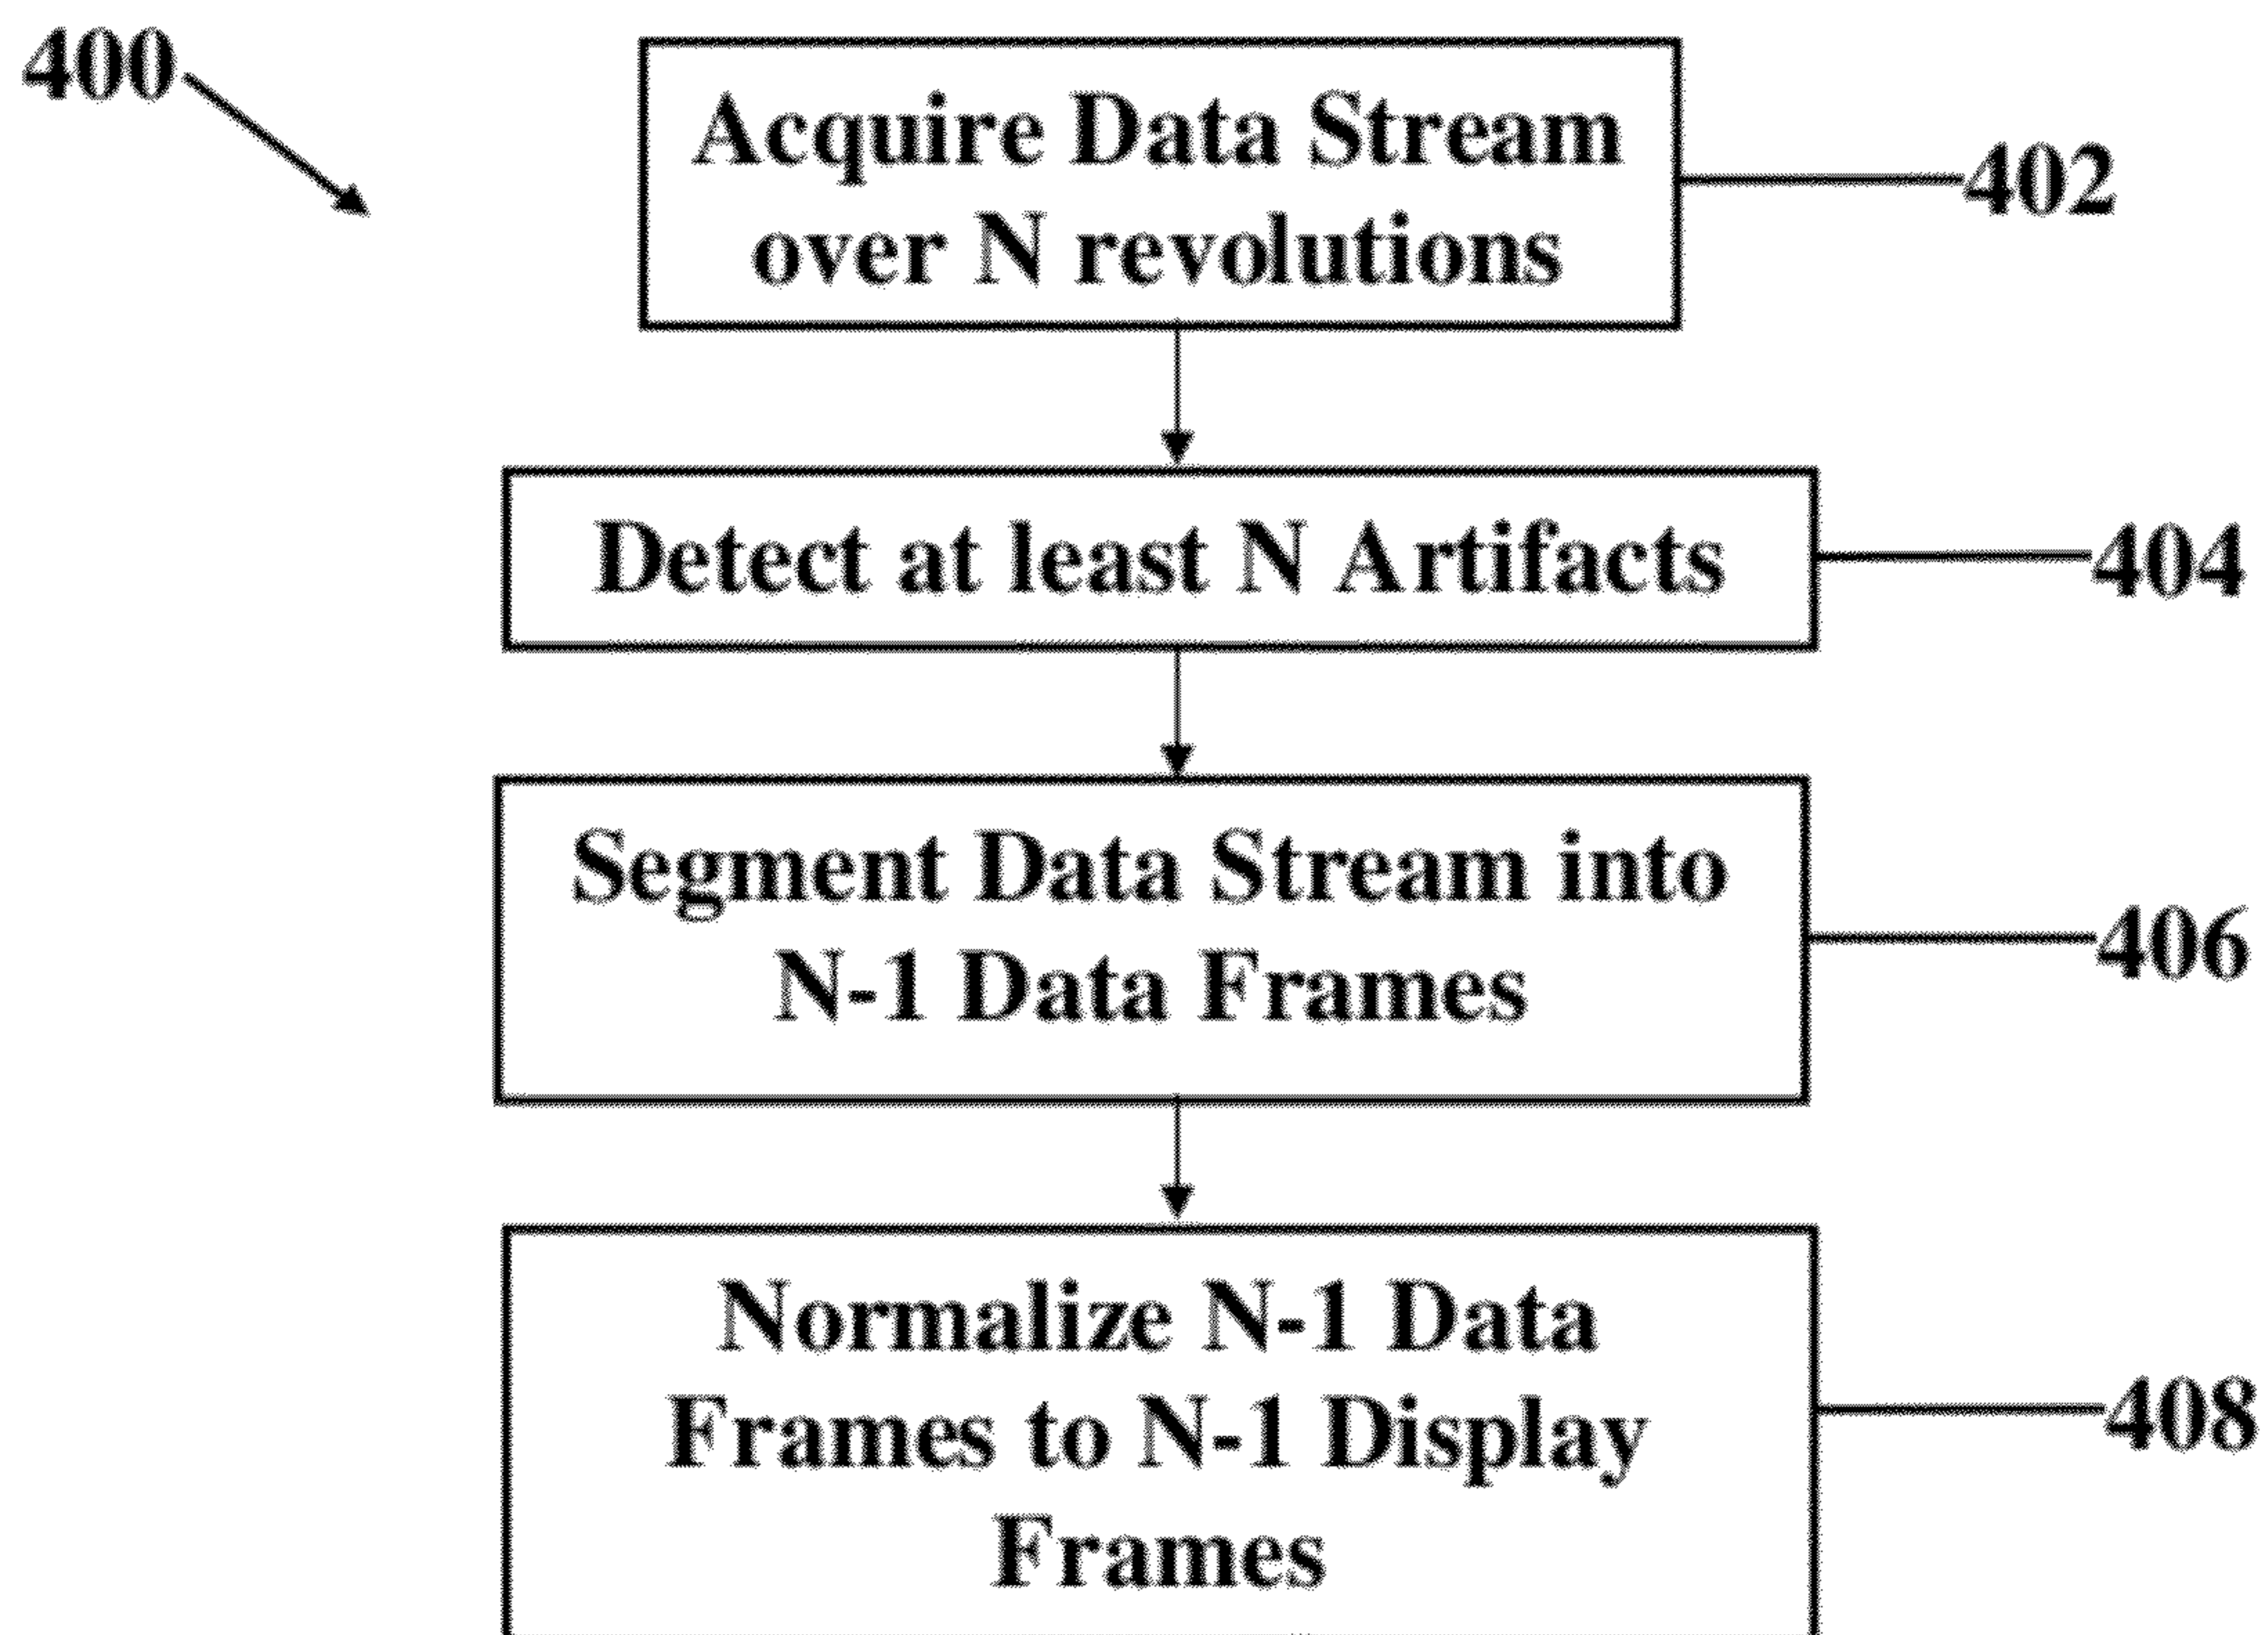 400
Acquire Data Stream
over N revolutions
402
Detect at least N Artifacts
404
Segment Data Stream into
N-1 Data Frames
406
Normalize N-1 Data
Frames to N-1 Display
Frames
408